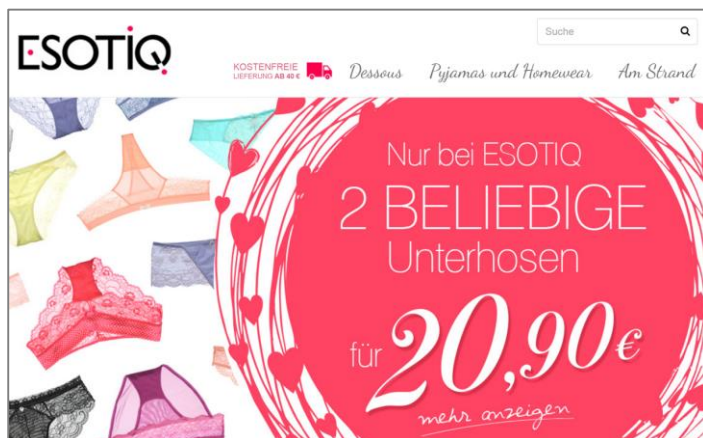 ESOTIQ
Suche
KOSTENFREIE
LIEFERUNG AB 40 €
Dessous
Pyjamas und Homewear
Am Strand
Nur bei ESOTIQ
2 BELIEBIGE
Unterhosen
für 20,90€
mehr anzeigen